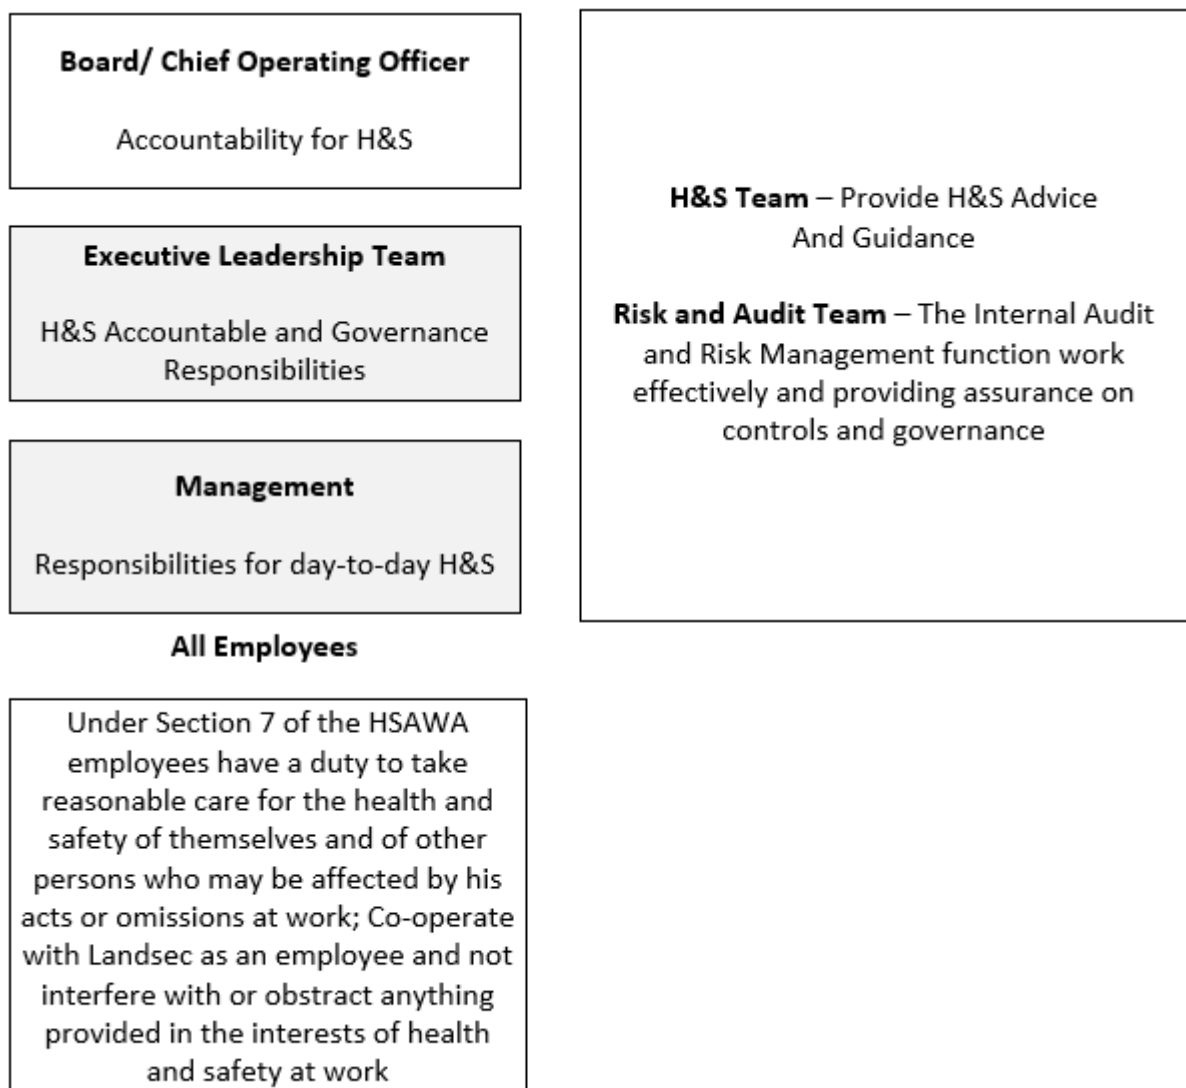 Board/ Chief Operating Officer
Accountability for H&S
Executive Leadership Team
H&S Accountable and Governance
Responsibilities
Management
Responsibilities for day-to-day H&S
All Employees
Under Section 7 of the HSAWA
employees have a duty to take
reasonable care for the health and
safety of themselves and of other
persons who may be affected by his
acts or omissions at work; Co-operate
with Landsec as an employee and not
interfere with or obstract anything
provided in the interests of health
and safety at work
H&S Team – Provide H&S Advice
And Guidance
Risk and Audit Team – The Internal Audit
and Risk Management function work
effectively and providing assurance on
controls and governance